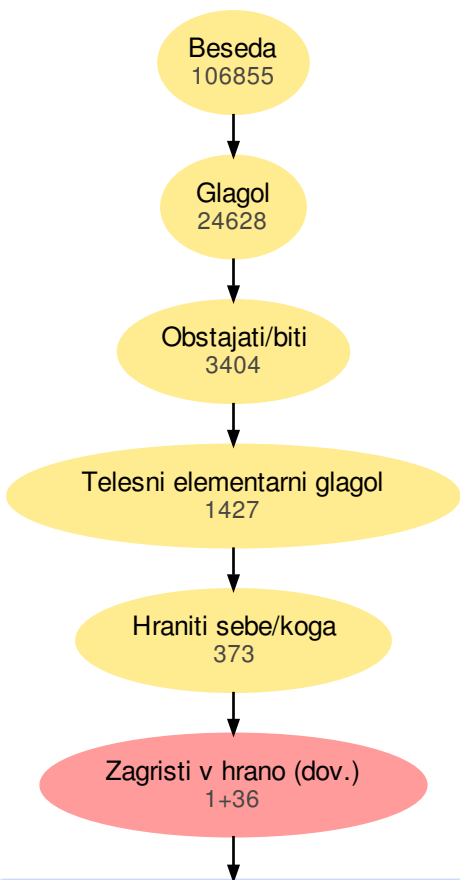 Beseda
106855
Glagol
24628
Obstajati/biti
3404
Telesni elementarni glagol
1427
Hraniti sebe/koga
373
Zagristi v hrano (dov.)
1+36